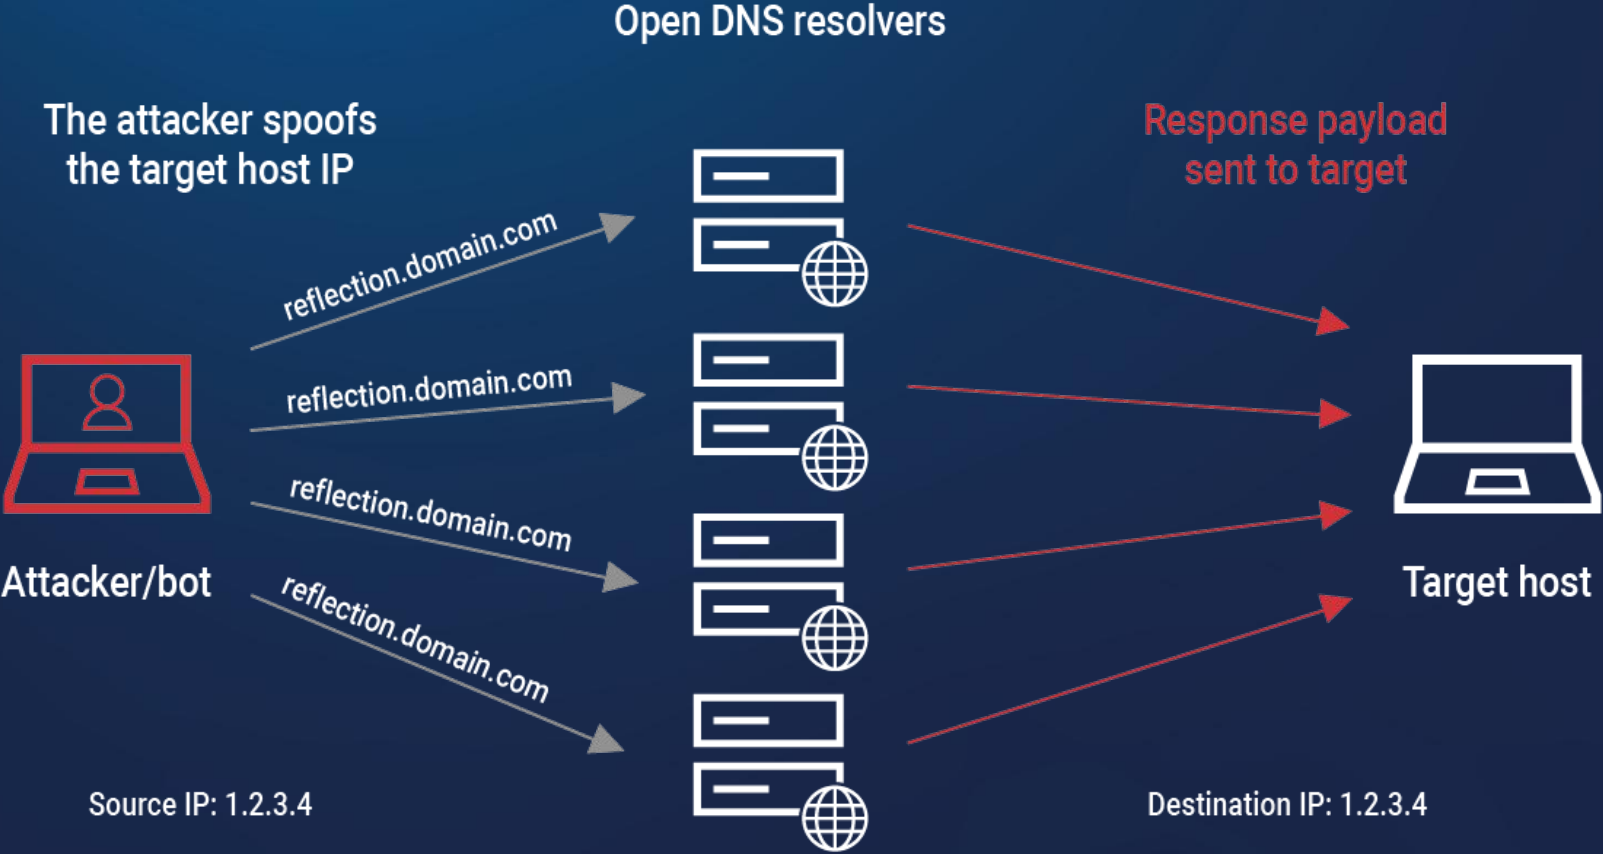 Open DNS resolvers
The attacker spoofs
the target host IP
Response payload
sent to target
reflection.domain.com
reflection.domain.com
reflection.domain.com
reflection.domain.com
Attacker/bot
Target host
Source IP: 1.2.3.4
Destination IP: 1.2.3.4